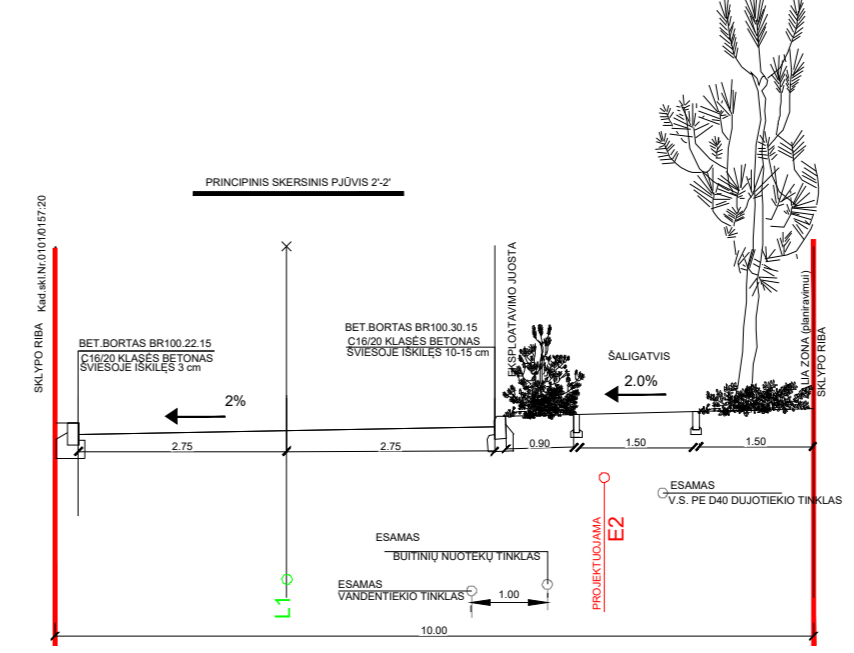 PRINCIPINIS SKERSINIS PJŪVIS 2'-2'
SKLYPO RIBA Kad.skl.Nr.0101/0157:20
BET.BORTAS BR100.22.15
C16/20 KLASĖS BETONAS
ŠVIESOJE IŠKILĘS 3 cm
BET.BORTAS BR100.30.15
C16/20 KLASĖS BETONAS
ŠVIESOJE IŠKILĘS 10-15 cm
EKSPLOATAVIMO JUOSTA
ŠALIGATVIS
ALIA ZONA (planiravimui)
SKLYPO RIBA
2%
2.0%
2.75
2.75
0.90
1.50
1.50
ESAMAS
V.S. PE D40 DUJOTIEKIO TINKLAS
PROJEKTUOJAMA
E2
ESAMAS
BUITINIŲ NUOTEKŲ TINKLAS
ESAMAS
VANDENTIEKIO TINKLAS
1.00
L1
10.00